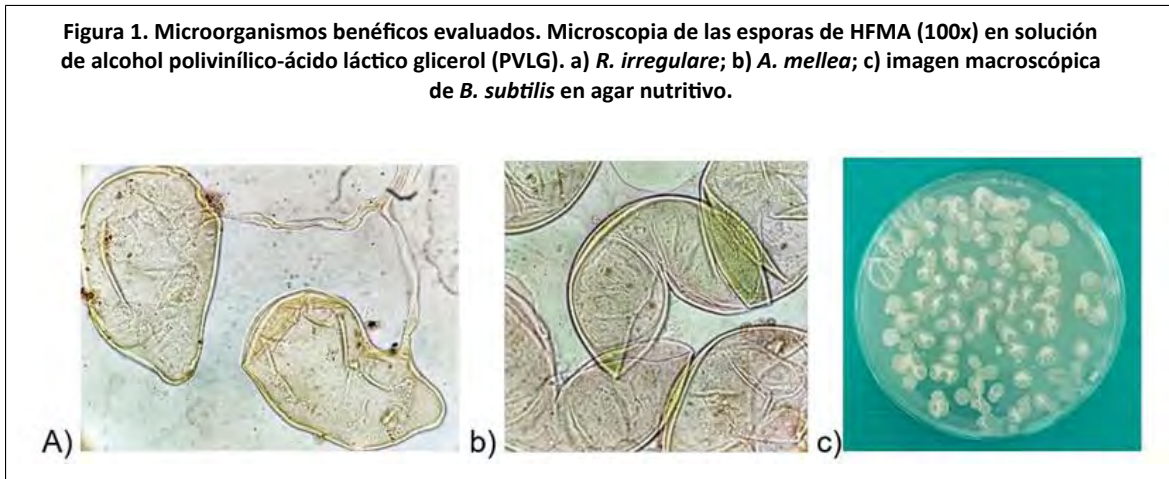 Figura 1. Microorganismos benéficos evaluados. Microscopia de las esporas de HFMA (100x) en solución
de alcohol polivinílico-ácido láctico glicerol (PVLG). a) R. irregulare; b) A. mellea; c) imagen macroscópica
de B. subtilis en agar nutritivo.
A) b) c)